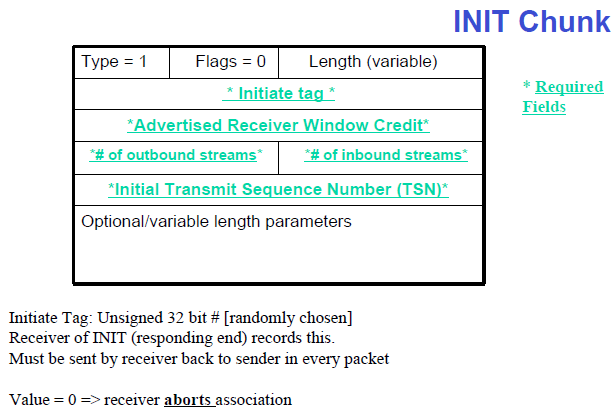 INIT Chunk
Type = 1 Flags = 0 Length (variable)
* Initiate tag *
* Required
Fields
*Advertised Receiver Window Credit*
*# of outbound streams* *# of inbound streams*
*Initial Transmit Sequence Number (TSN)*
Optional/variable length parameters
Initiate Tag: Unsigned 32 bit # [randomly chosen]
Receiver of INIT (responding end) records this.
Must be sent by receiver back to sender in every packet
Value = 0 => receiver aborts association